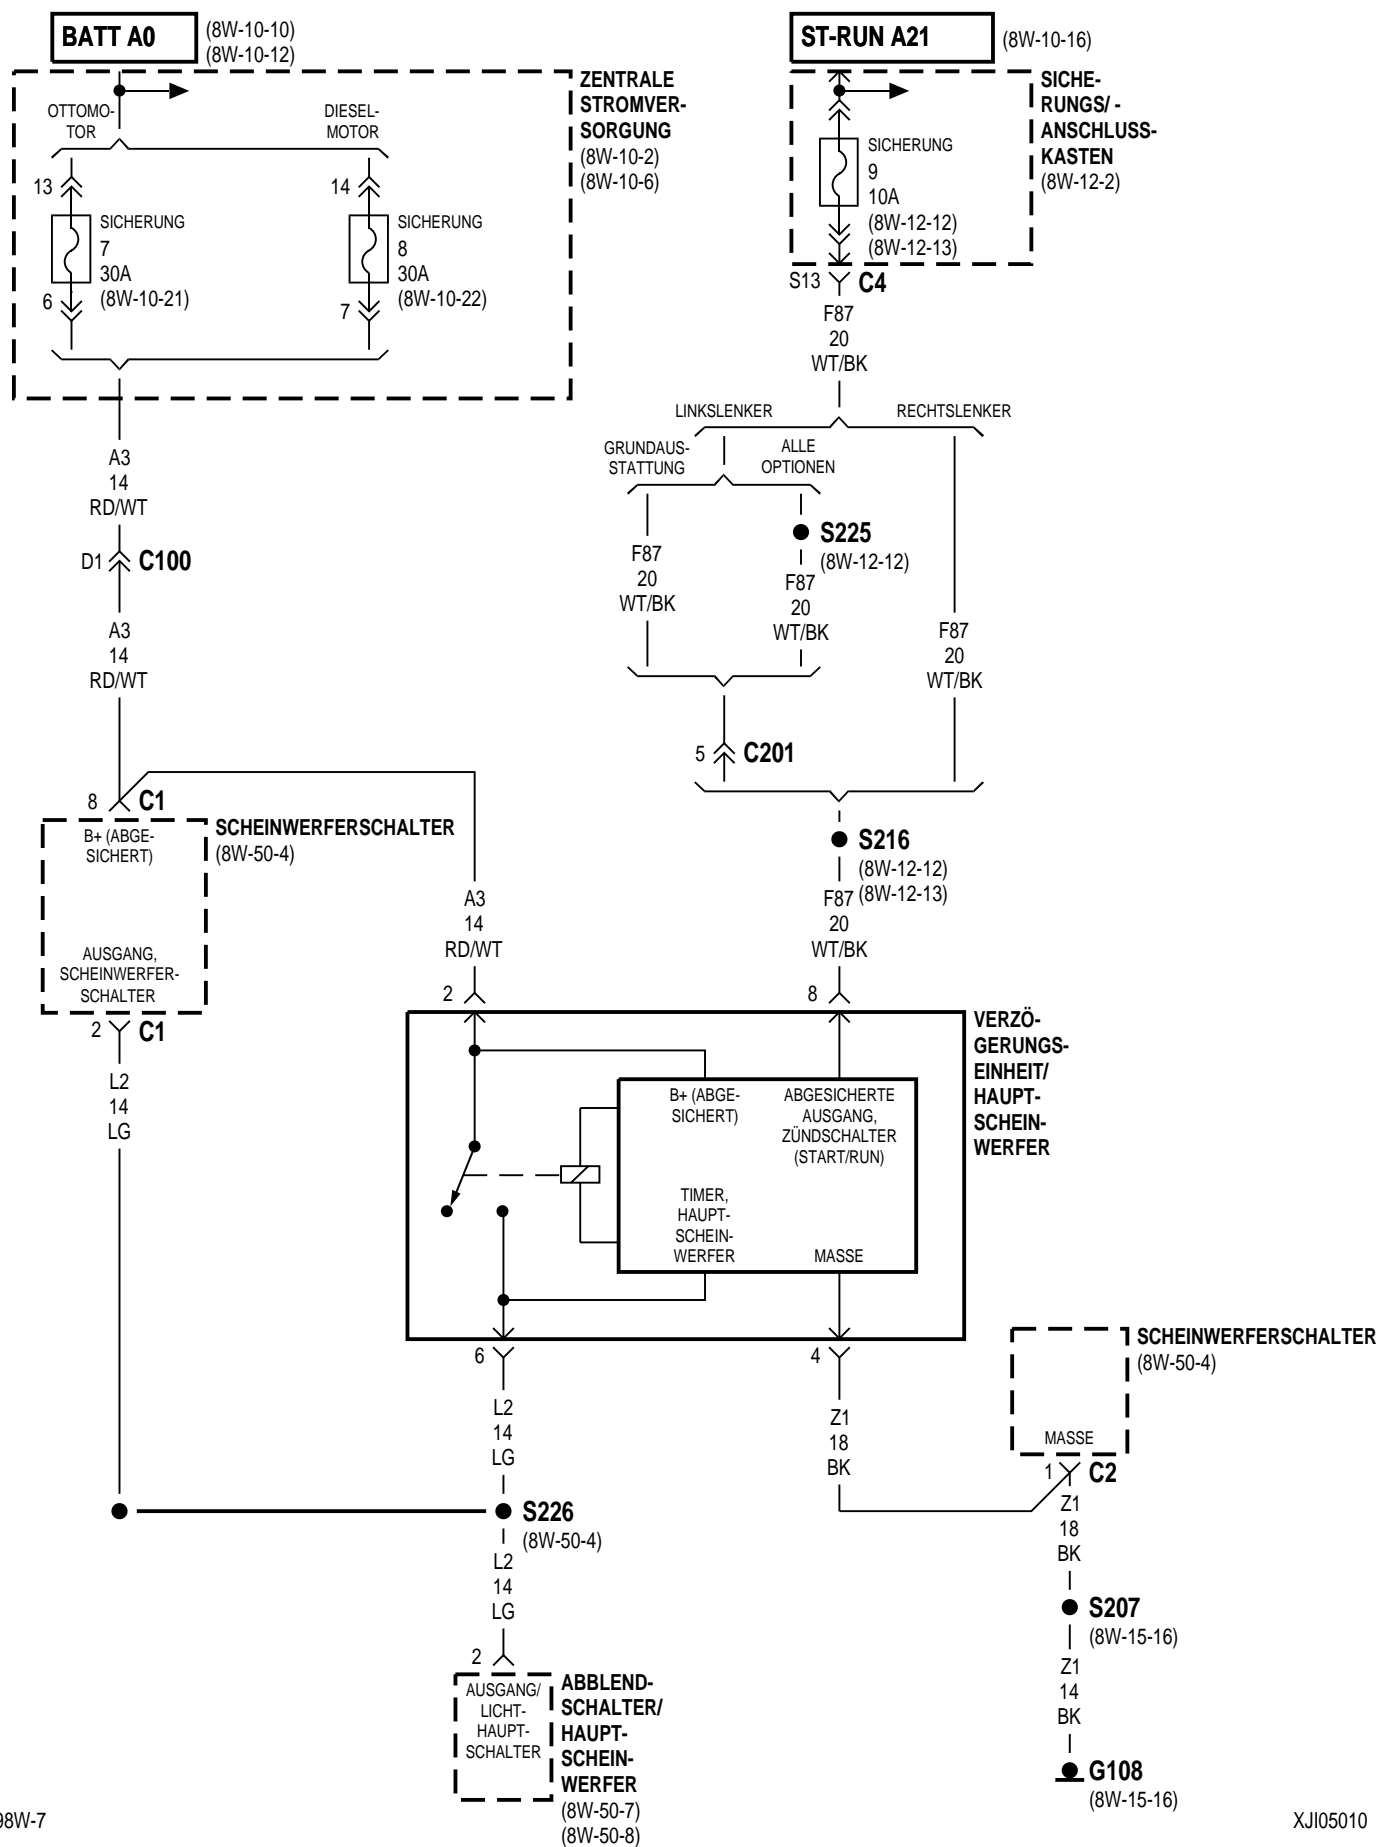 BATT A0
(8W-10-10)
(8W-10-12)
ZENTRALE
STROMVER-
SORGUNG
(8W-10-2)
(8W-10-6)
OTTOMO-
TOR
DIESEL-
MOTOR
13
SICHERUNG
7
30A
(8W-10-21)
6
14
SICHERUNG
8
30A
(8W-10-22)
7
ST-RUN A21
(8W-10-16)
SICHE-
RUNGS/ -
ANSCHLUSS-
KASTEN
(8W-12-2)
SICHERUNG
9
10A
(8W-12-12)
(8W-12-13)
S13
C4
F87
20
WT/BK
LINKSLENKER
RECHTSLENKER
GRUNDAUS-
STATTUNG
ALLE
OPTIONEN
S225
(8W-12-12)
F87
20
WT/BK
F87
20
WT/BK
F87
20
WT/BK
5
C201
S216
(8W-12-12)
(8W-12-13)
F87
20
WT/BK
8
A3
14
RD/WT
D1
C100
A3
14
RD/WT
8
C1
SCHEINWERFERSCHALTER
(8W-50-4)
B+ (ABGE-
SICHERT)
AUSGANG,
SCHEINWERFER-
SCHALTER
2
C1
L2
14
LG
A3
14
RD/WT
2
VERZÖ-
GERUNGS-
EINHEIT/
HAUPT-
SCHEIN-
WERFER
B+ (ABGE-
SICHERT)
ABGESICHERTE
AUSGANG,
ZÜNDSCHALTER
(START/RUN)
TIMER,
HAUPT-
SCHEIN-
WERFER
MASSE
6
L2
14
LG
4
Z1
18
BK
SCHEINWERFERSCHALTER
(8W-50-4)
MASSE
1
C2
Z1
18
BK
S207
(8W-15-16)
Z1
14
BK
G108
(8W-15-16)
S226
(8W-50-4)
L2
14
LG
2
AUSGANG/
LICHT-
HAUPT-
SCHALTER
ABBLEND-
SCHALTER/
HAUPT-
SCHEIN-
WERFER
(8W-50-7)
(8W-50-8)
98W-7
XJI05010